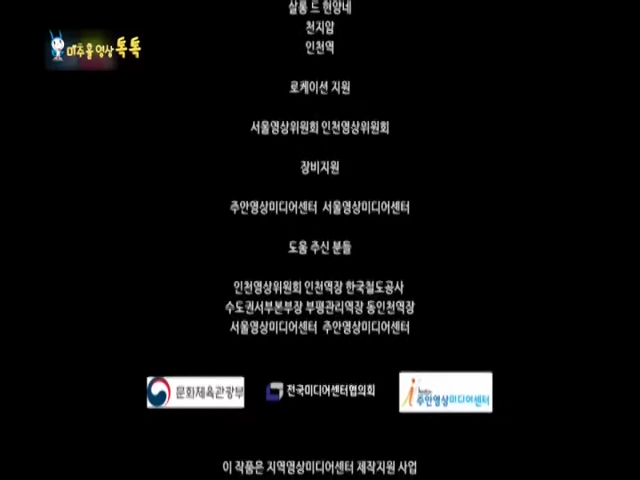 살롱 드 현앙네
미추홀 영상 톡톡
천지암
인천역
로케이션 지원
서울영상위원회 인천영상위원회
장비지원
주안영상미디어센터 서울영상미디어센터
도움 주신 분들
인천영상위원회 인천역장 한국철도공사
수도권서부본부장 부평관리역장 동인천역장
서울영상미디어센터 주안영상미디어센터
문화체육관광부
전국미디어센터협의회
주안영상미디어센터
이 작품은 지역영상미디어센터 제작지원 사업